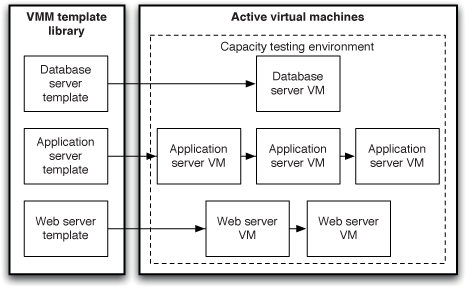 VMM template
library
Active virtual machines
Capacity testing environment
Database
server
template
Database
server VM
Application
server
template
Application
server VM
Application
server VM
Application
server VM
Web server
template
Web server
VM
Web server
VM